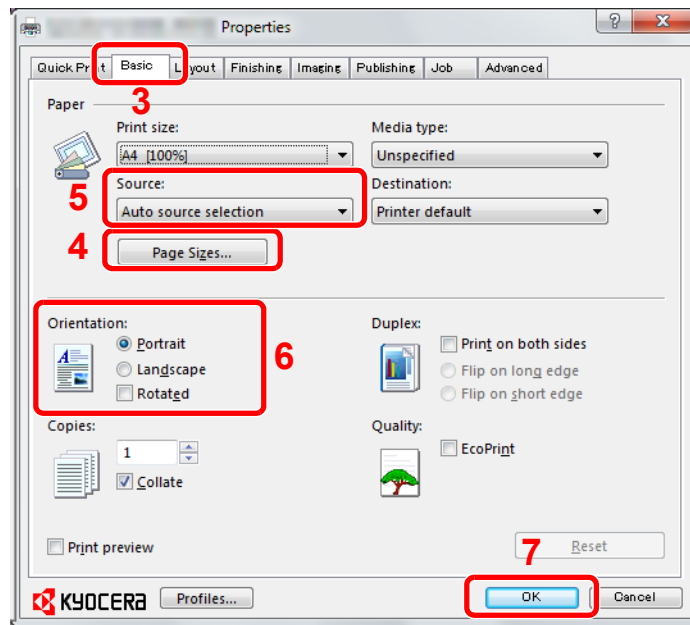 Properties
Quick Print Basic Layout Finishing Imaging Publishing Job Advanced
3
Paper
Print size: Media type:
A4 [100%] Unspecified
5 Source: Destination:
Auto source selection Printer default
4 Page Sizes...
Orientation: Duplex:
Portrait Print on both sides
6
Landscape Flip on long edge
Rotated Flip on short edge
Copies: Quality:
1 EcoPrint
Collate
Print preview 7 Reset
KYOCERA Profiles... OK Cancel